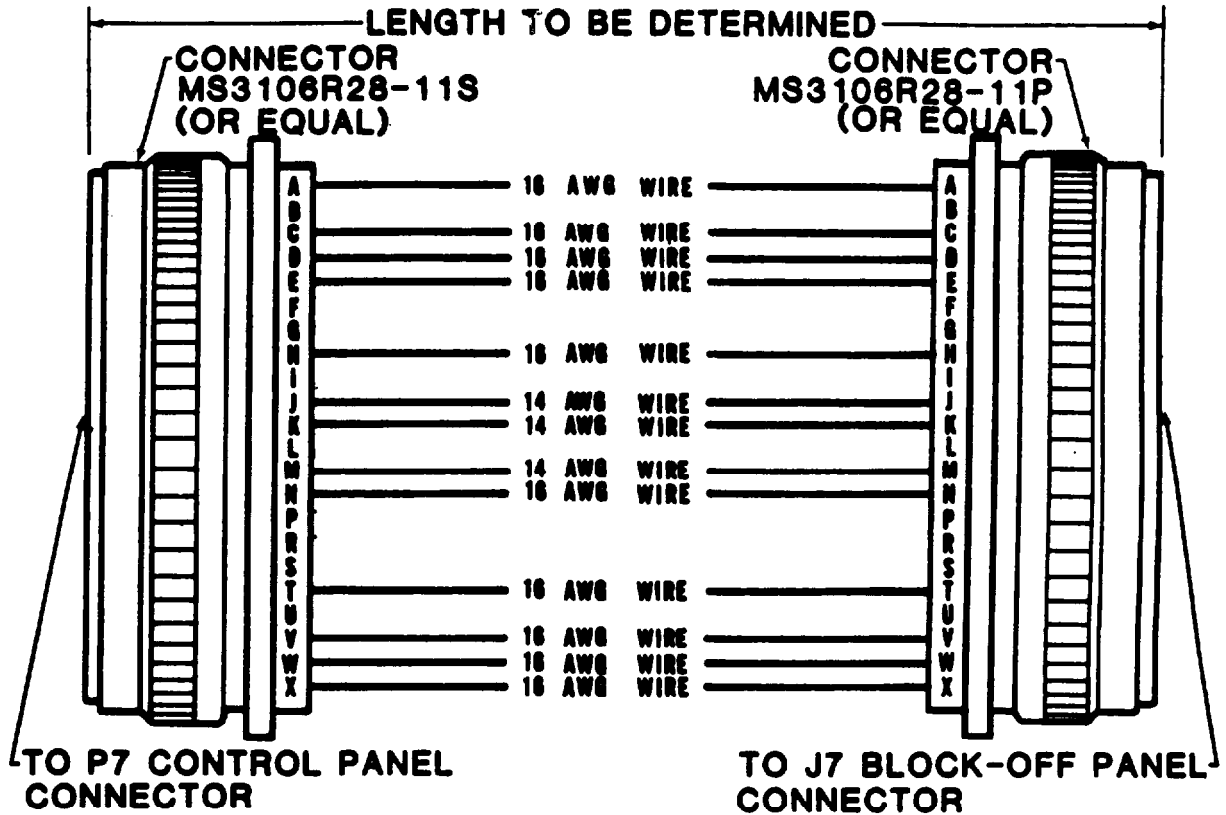 LENGTH TO BE DETERMINED
CONNECTOR
MS3106R28-11S
(OR EQUAL)
CONNECTOR
MS3106R28-11P
(OR EQUAL)
A 16 AWG WIRE A
B B
C 16 AWG WIRE C
D 16 AWG WIRE D
E 16 AWG WIRE E
F F
G G
H 16 AWG WIRE H
I I
J 14 AWG WIRE J
K 14 AWG WIRE K
L L
M 14 AWG WIRE M
N 16 AWG WIRE N
P P
R R
S S
T 16 AWG WIRE T
U U
V 16 AWG WIRE V
W 16 AWG WIRE W
X 16 AWG WIRE X
TO P7 CONTROL PANEL
CONNECTOR
TO J7 BLOCK-OFF PANEL
CONNECTOR